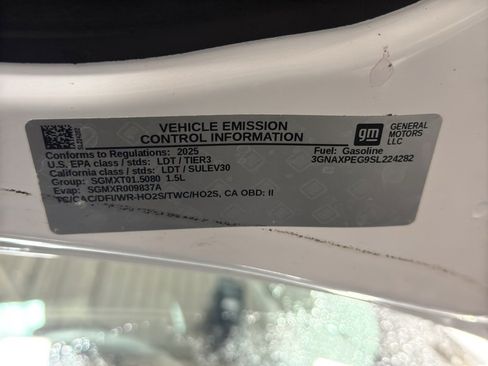 VEHICLE EMISSION
CONTROL INFORMATION
gm
GENERAL
MOTORS
LLC
Conforms to Regulations: 2025
Fuel: Gasoline
U.S. EPA class / stds: LDT / TIER3
3GNAXPEG9SL224282
California class / stds: LDT / SULEV30
Group: SGMXT01.5080 1.5L
Evap: SGMXR009837A
TC/CAC/DFI/WR-HO2S/TWC/HO2S, CA OBD: II